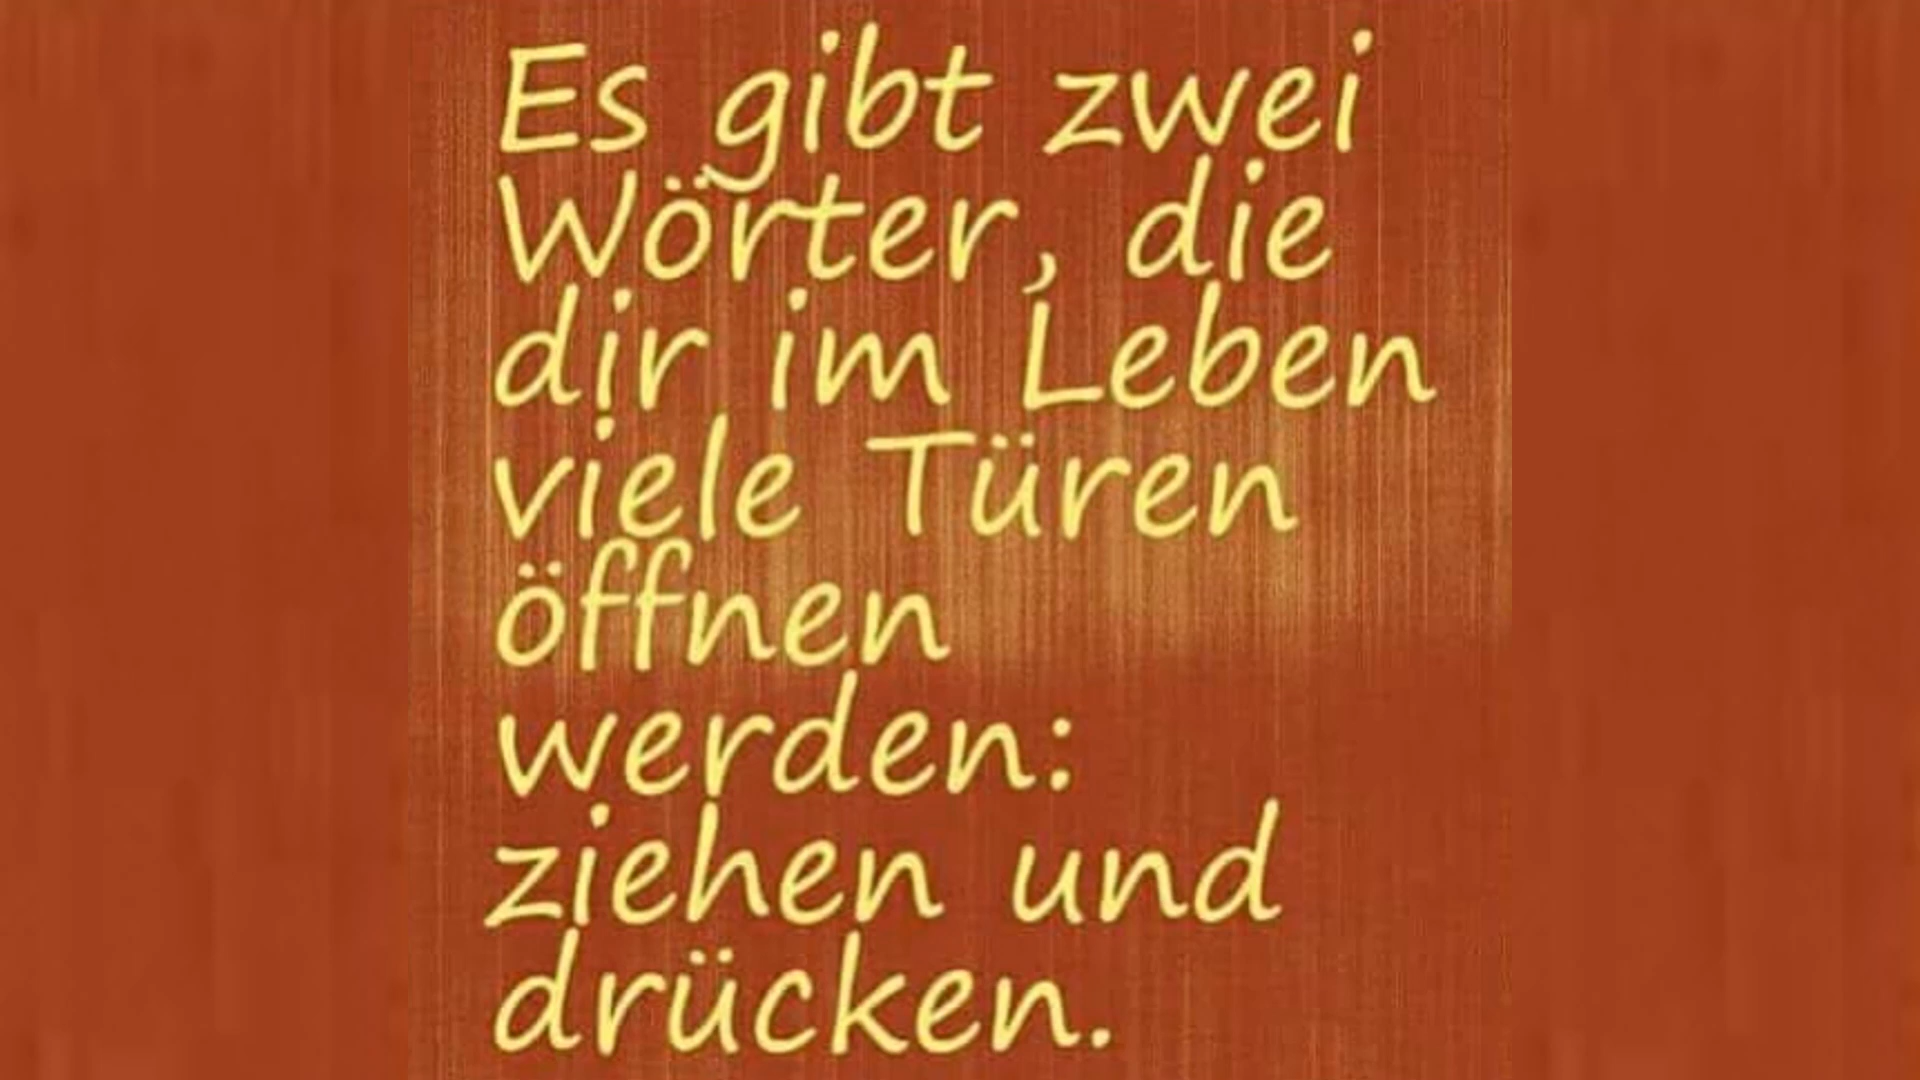 Es gibt zwei
Wörter, die
dir im Leben
viele Türen
öffnen
werden:
ziehen und
drücken.